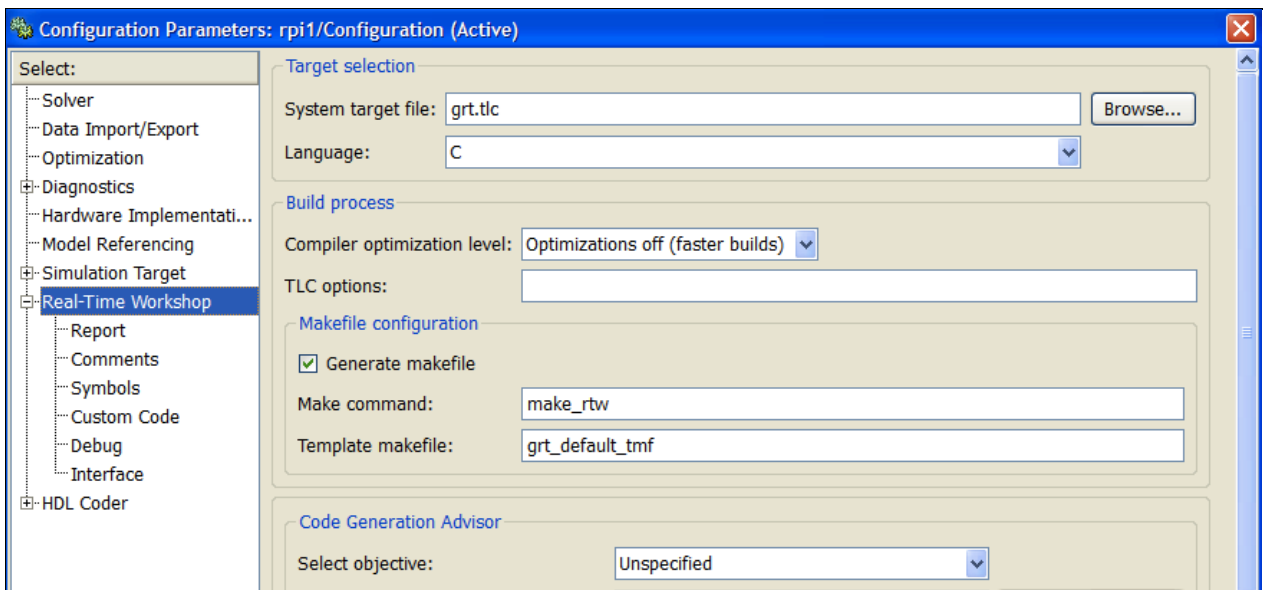 Configuration Parameters: rpi1/Configuration (Active)
Select:
Solver
Data Import/Export
Optimization
Diagnostics
Hardware Implementati...
Model Referencing
Simulation Target
Real-Time Workshop
Report
Comments
Symbols
Custom Code
Debug
Interface
HDL Coder
Target selection
System target file: grt.tlc Browse...
Language: C
Build process
Compiler optimization level: Optimizations off (faster builds)
TLC options:
Makefile configuration
Generate makefile
Make command: make_rtw
Template makefile: grt_default_tmf
Code Generation Advisor
Select objective: Unspecified